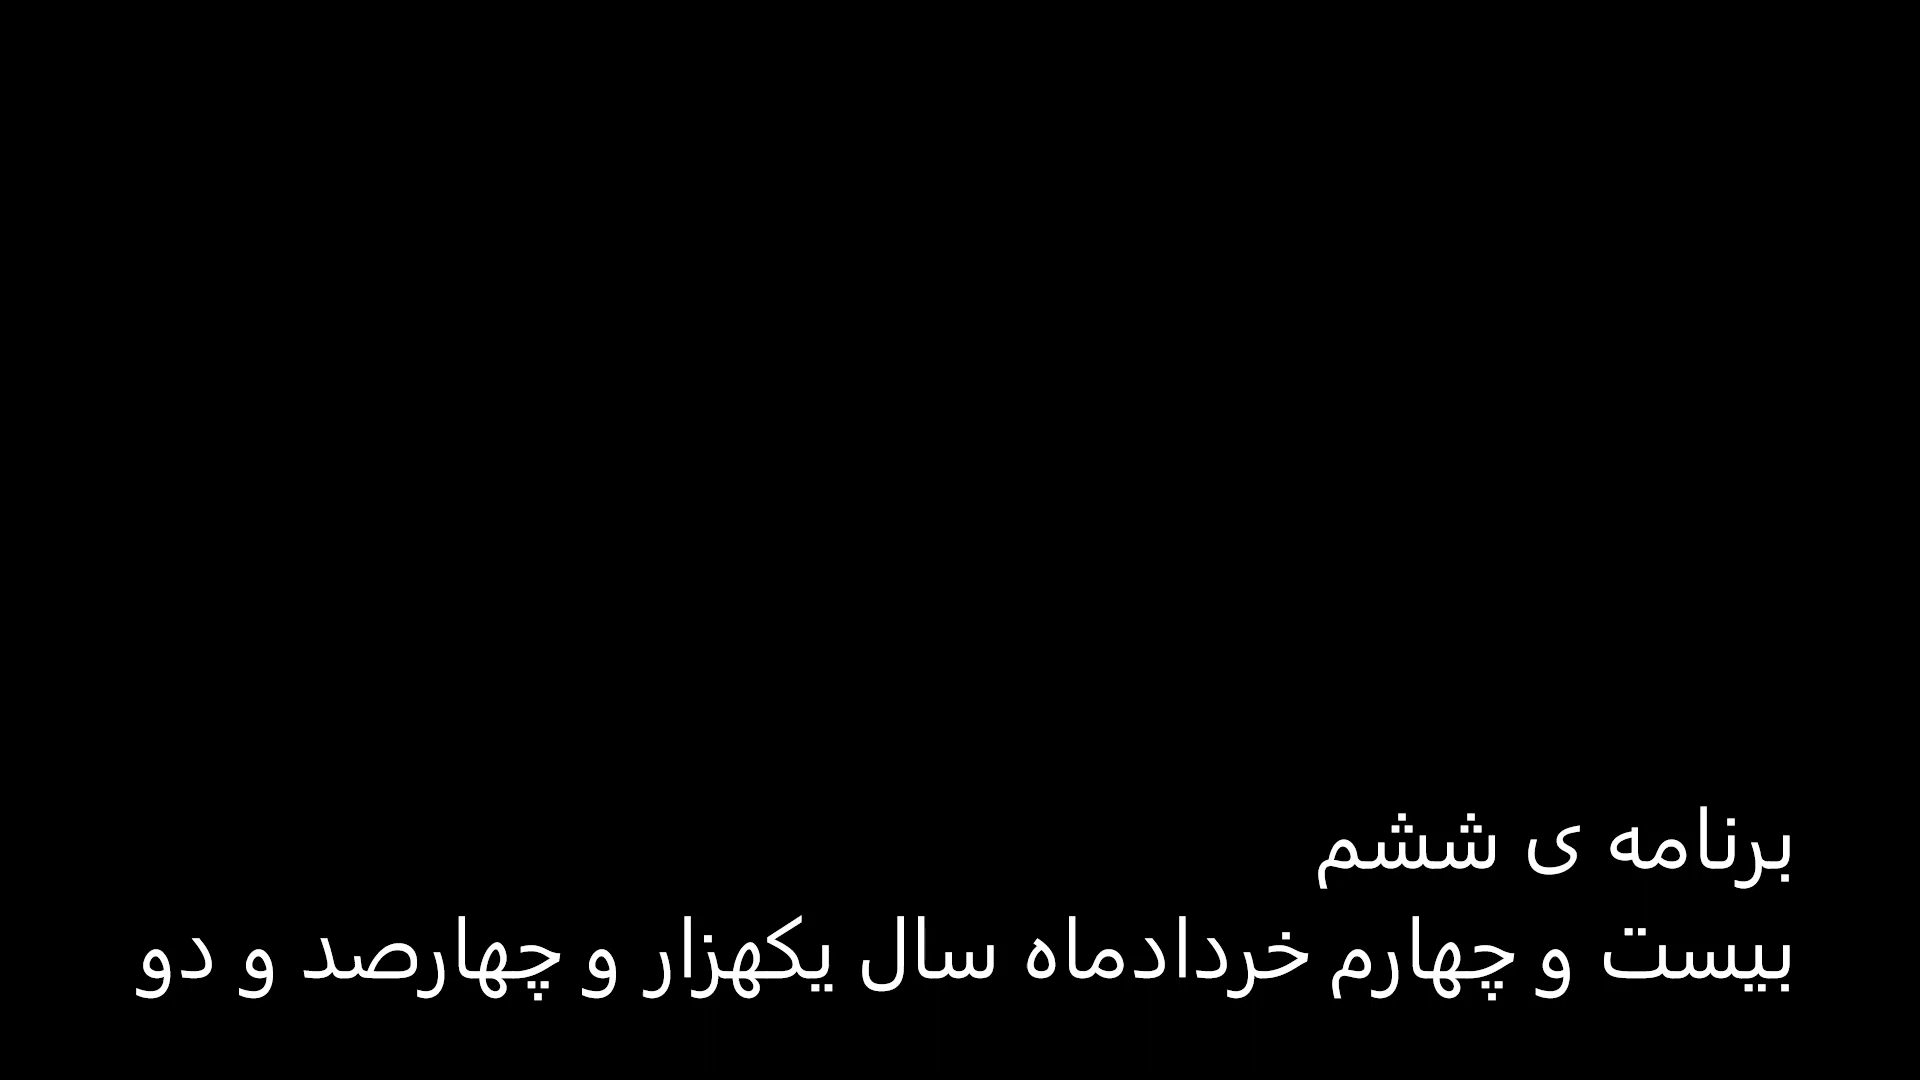 برنامه ی ششم
بیست و چهارم خردادماه سال یکهزار و چهارصد و دو